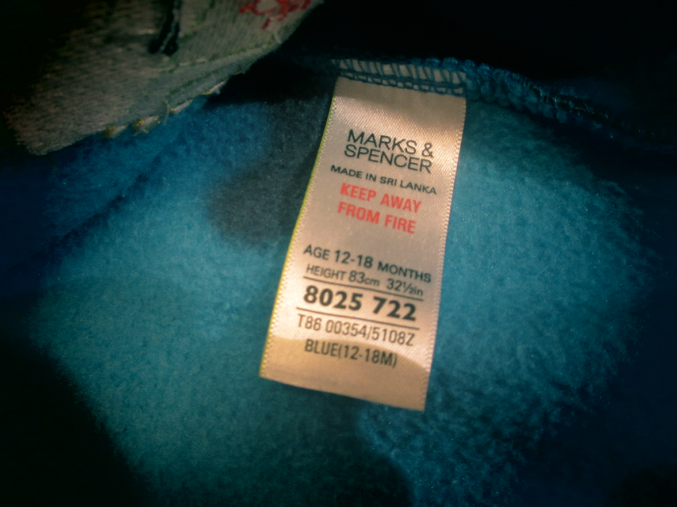 MARKS &
SPENCER
MADE IN SRI LANKA
KEEP AWAY
FROM FIRE
AGE 12-18 MONTHS
HEIGHT 83cm 32½in
8025 722
T86 00354/5108Z
BLUE(12-18M)